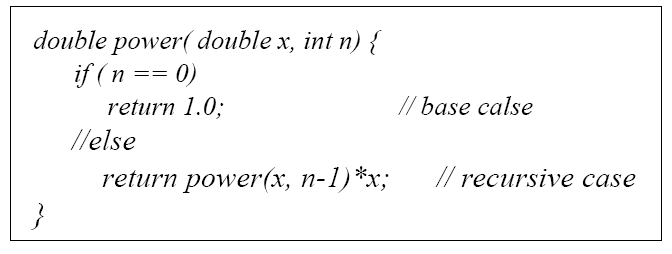 double power( double x, int n) {
if ( n == 0)
return 1.0; // base calse
//else
return power(x, n-1)*x; // recursive case
}